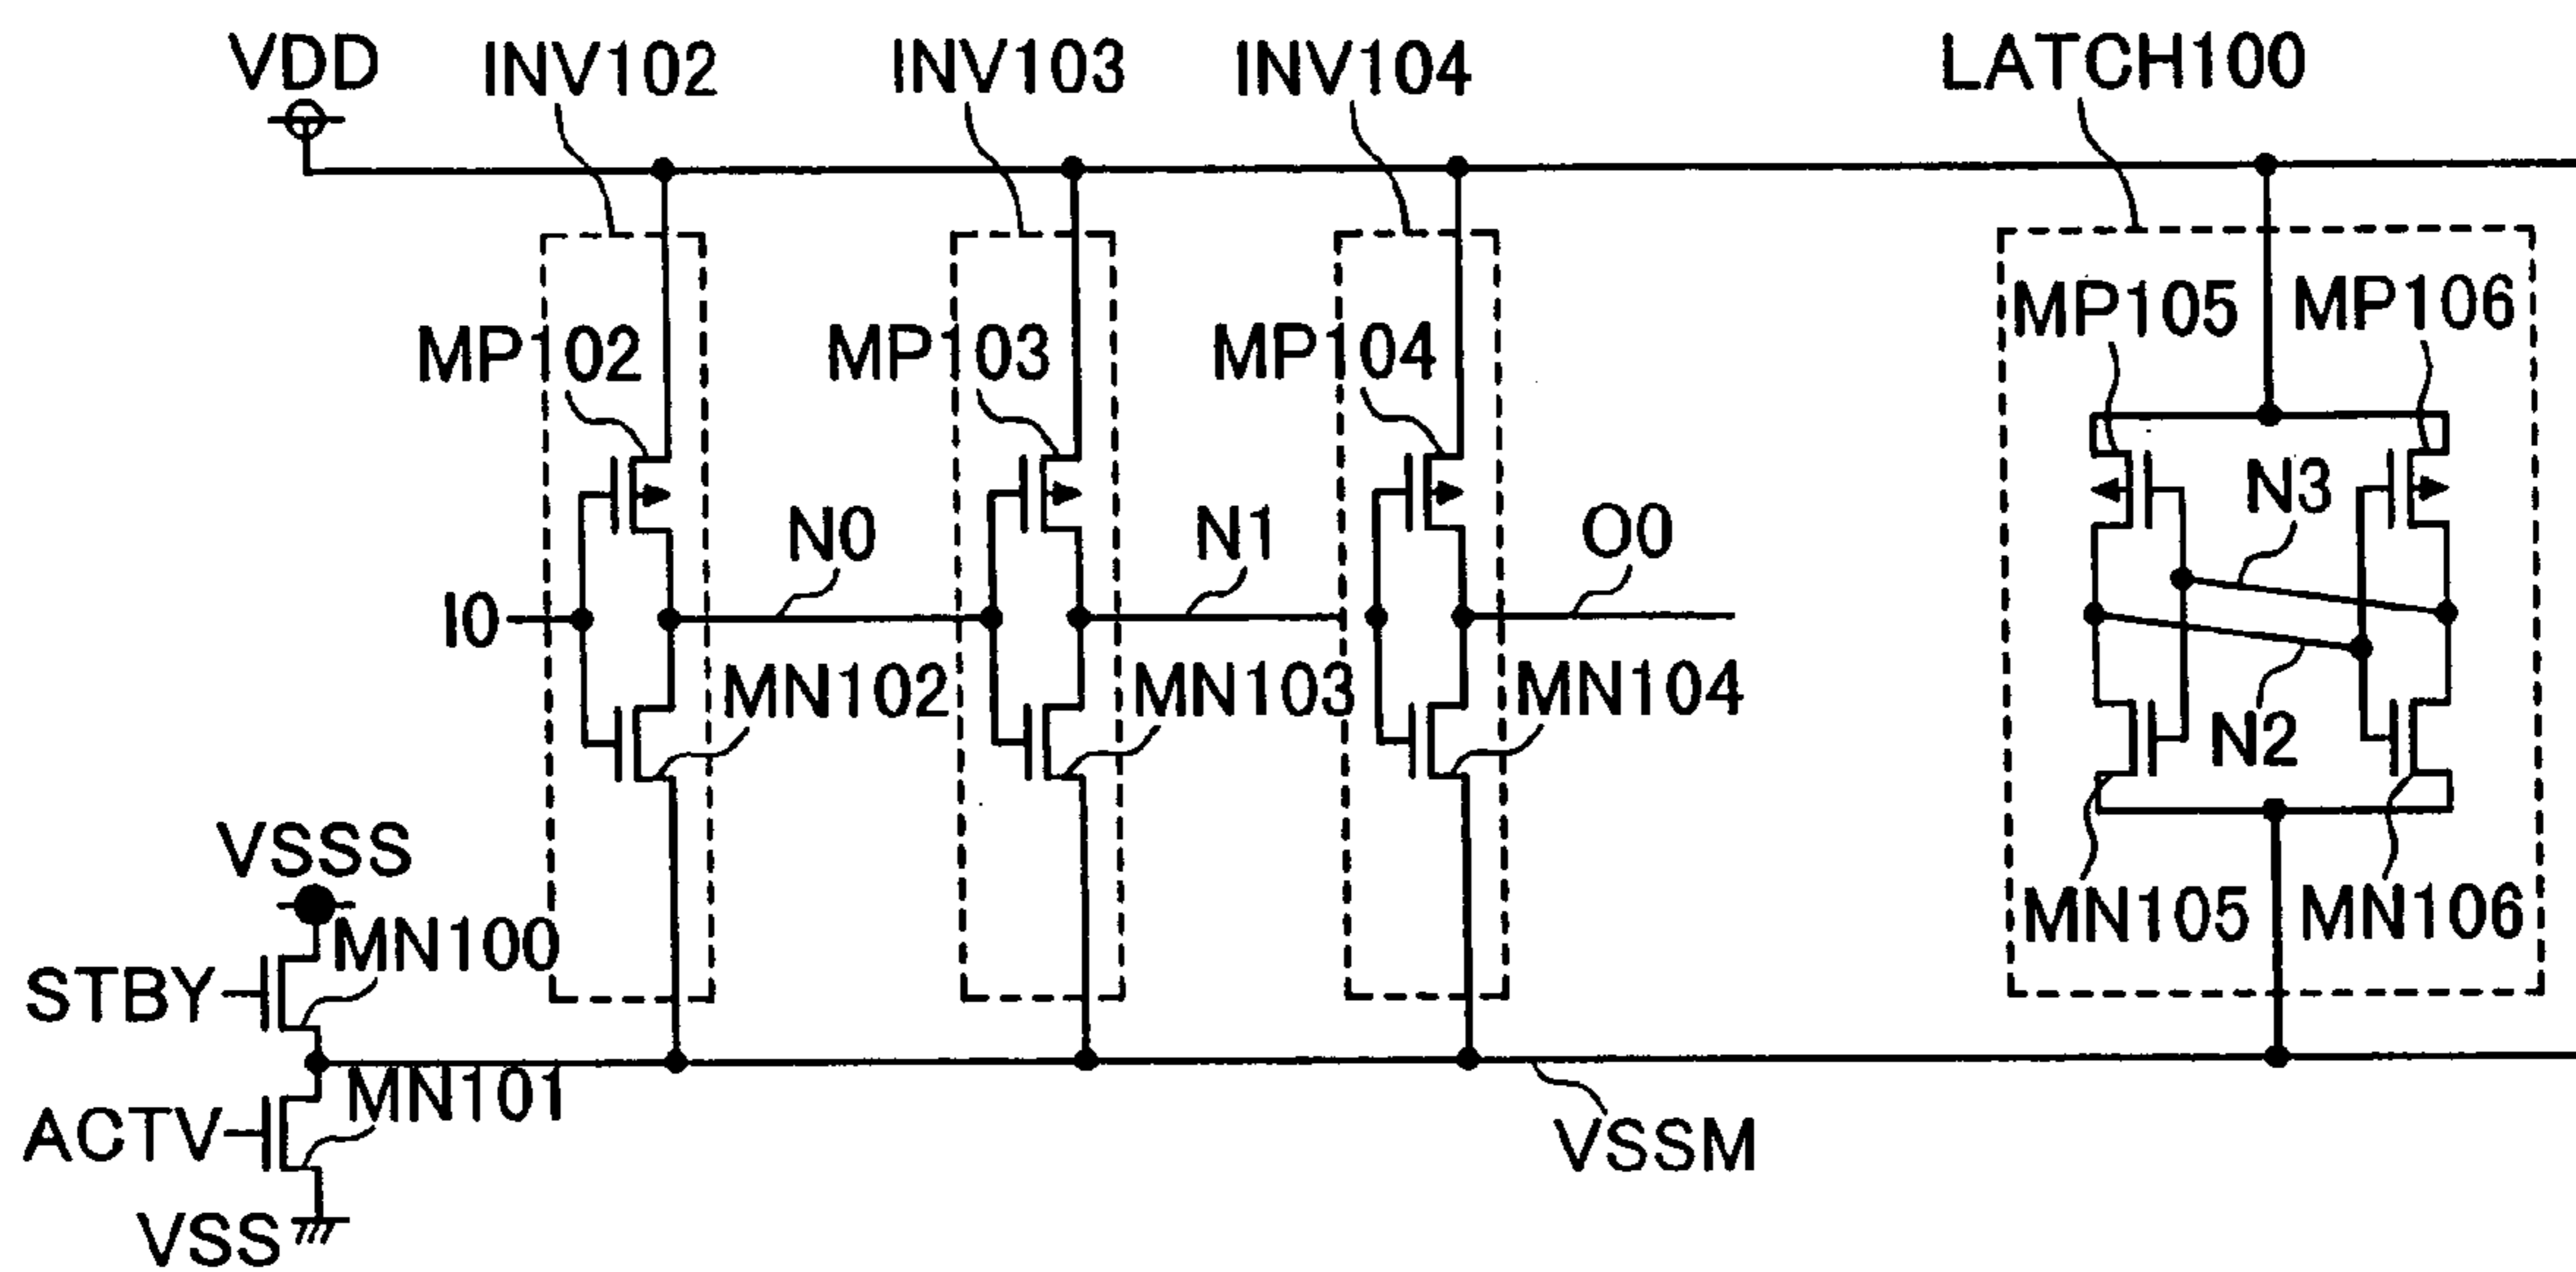 VDD
INV102
INV103
INV104
LATCH100
MP102
MP103
MP104
MP105
MP106
N0
N1
O0
N3
I0
MN102
MN103
MN104
N2
VSSS
MN100
STBY
MN105
MN106
MN101
ACTV
VSSM
VSS